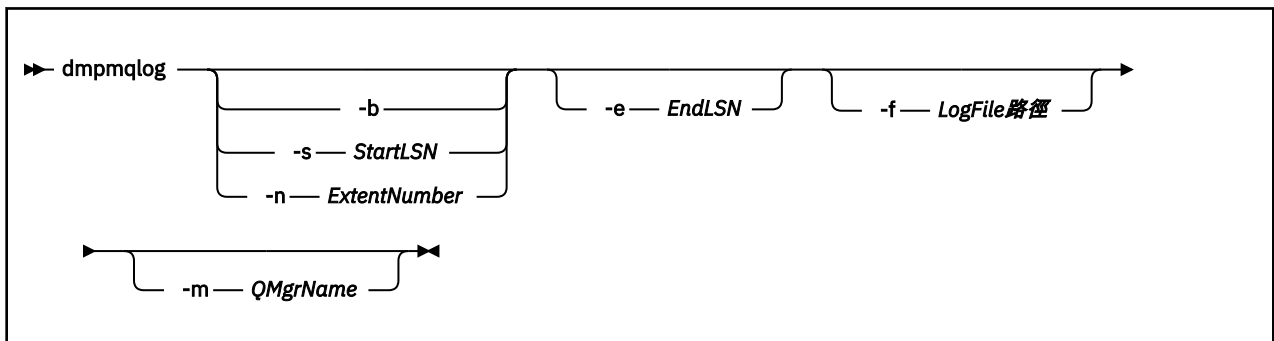 dmpmqlog
-b
-s StartLSN
-n ExtentNumber
-e EndLSN
-f LogFile路徑
-m QMgrName